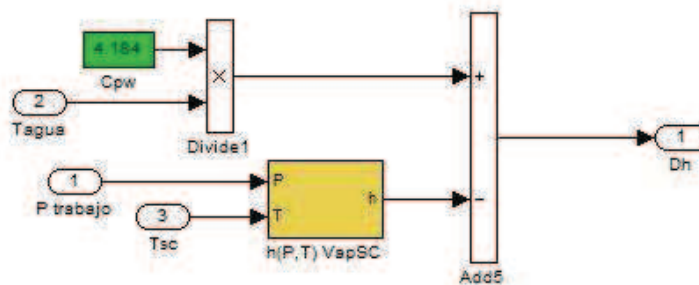 4.184
Cpw
2
Tagua
×
Divide1
+
1
Dh
1
P trabajo
P
h
−
3
Tsc
T
h(P,T) VapSC
Add5